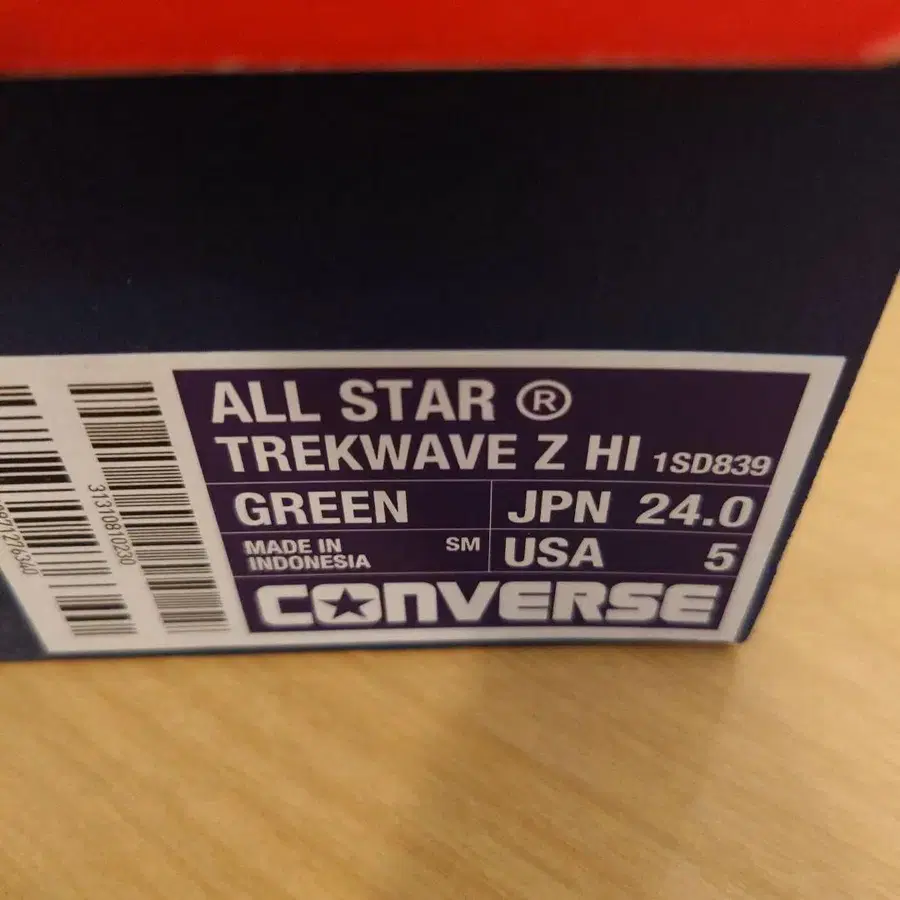 ALL STAR ®
TREKWAVE Z HI 1SD839
GREEN
JPN 24.0
MADE IN
INDONESIA
SM
USA 5
CONVERSE
31310810230